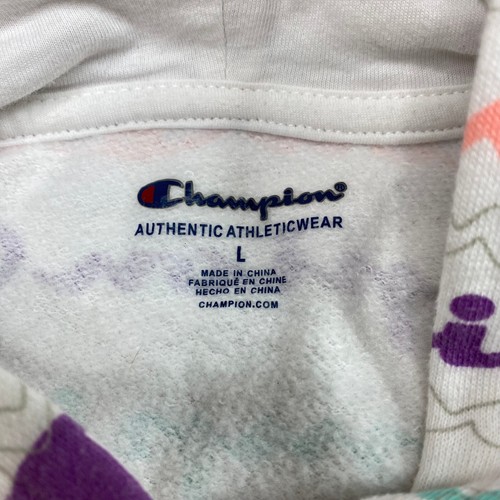 Champion®
AUTHENTIC ATHLETICWEAR
L
MADE IN CHINA
FABRIQUÉ EN CHINE
HECHO EN CHINA
CHAMPION.COM